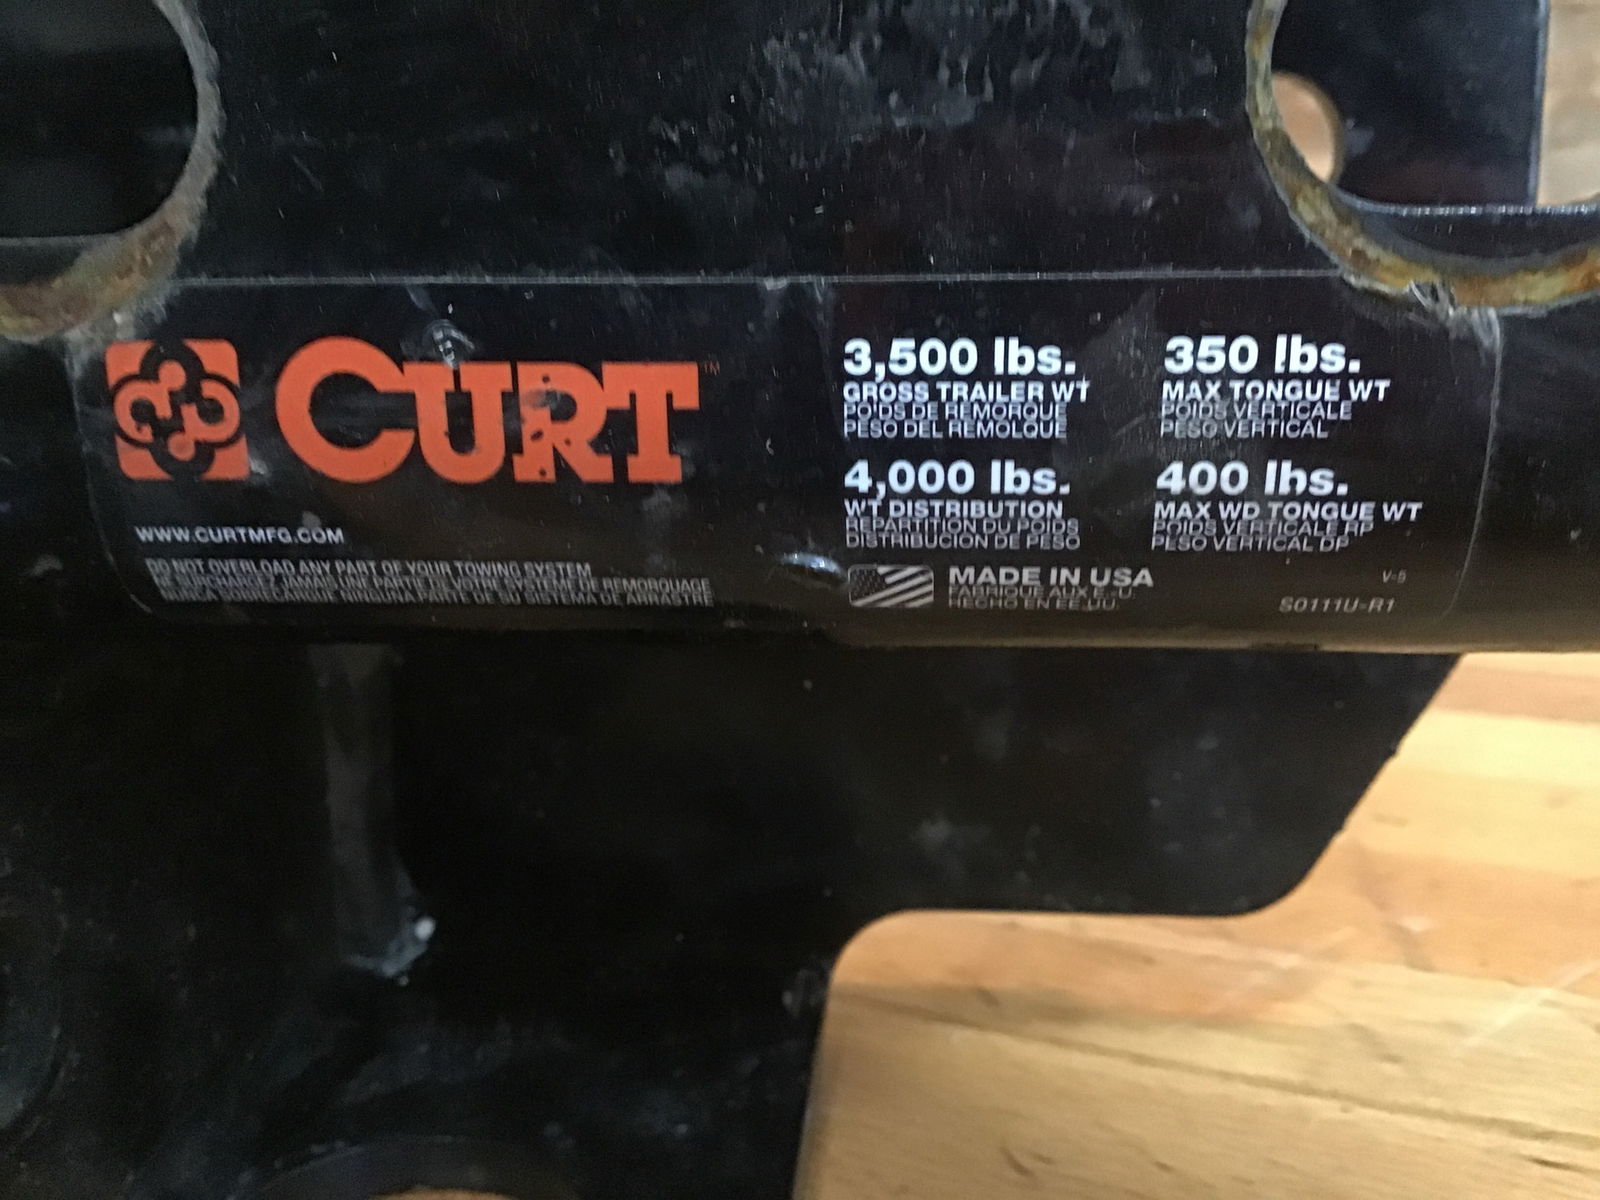 CURT™
WWW.CURTMFG.COM
DO NOT OVERLOAD ANY PART OF YOUR TOWING SYSTEM
NE SURCHARGEZ JAMAIS UNE PARTIE DE VOTRE SYSTÈME DE REMORQUAGE
NUNCA SOBRECARGUE NINGUNA PARTE DE SU SISTEMA DE ARRASTRE
3,500 lbs.
GROSS TRAILER WT
POIDS DE REMORQUE
PESO DEL REMOLQUE
350 lbs.
MAX TONGUE WT
POIDS VERTICALE
PESO VERTICAL
4,000 lbs.
WT DISTRIBUTION
RÉPARTITION DU POIDS
DISTRIBUCIÓN DE PESO
400 lbs.
MAX WD TONGUE WT
POIDS VERTICALE RP
PESO VERTICAL DP
MADE IN USA
FABRIQUÉ AUX É.-U.
HECHO EN EE.UU.
V-5
S0111U-R1